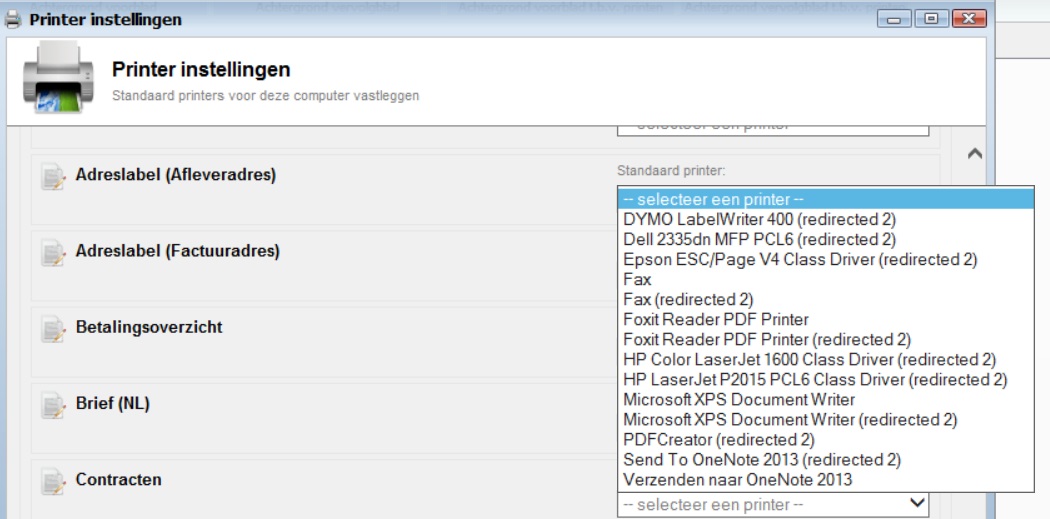 Printer instellingen
Printer instellingen
Standaard printers voor deze computer vastleggen
Adreslabel (Afleveradres)
Standaard printer:
-- selecteer een printer --
DYMO LabelWriter 400 (redirected 2)
Dell 2335dn MFP PCL6 (redirected 2)
Adreslabel (Factuuradres)
Epson ESC/Page V4 Class Driver (redirected 2)
Fax
Fax (redirected 2)
Foxit Reader PDF Printer
Betalingsoverzicht
Foxit Reader PDF Printer (redirected 2)
HP Color LaserJet 1600 Class Driver (redirected 2)
HP LaserJet P2015 PCL6 Class Driver (redirected 2)
Brief (NL)
Microsoft XPS Document Writer
Microsoft XPS Document Writer (redirected 2)
PDFCreator (redirected 2)
Send To OneNote 2013 (redirected 2)
Contracten
Verzenden naar OneNote 2013
-- selecteer een printer --